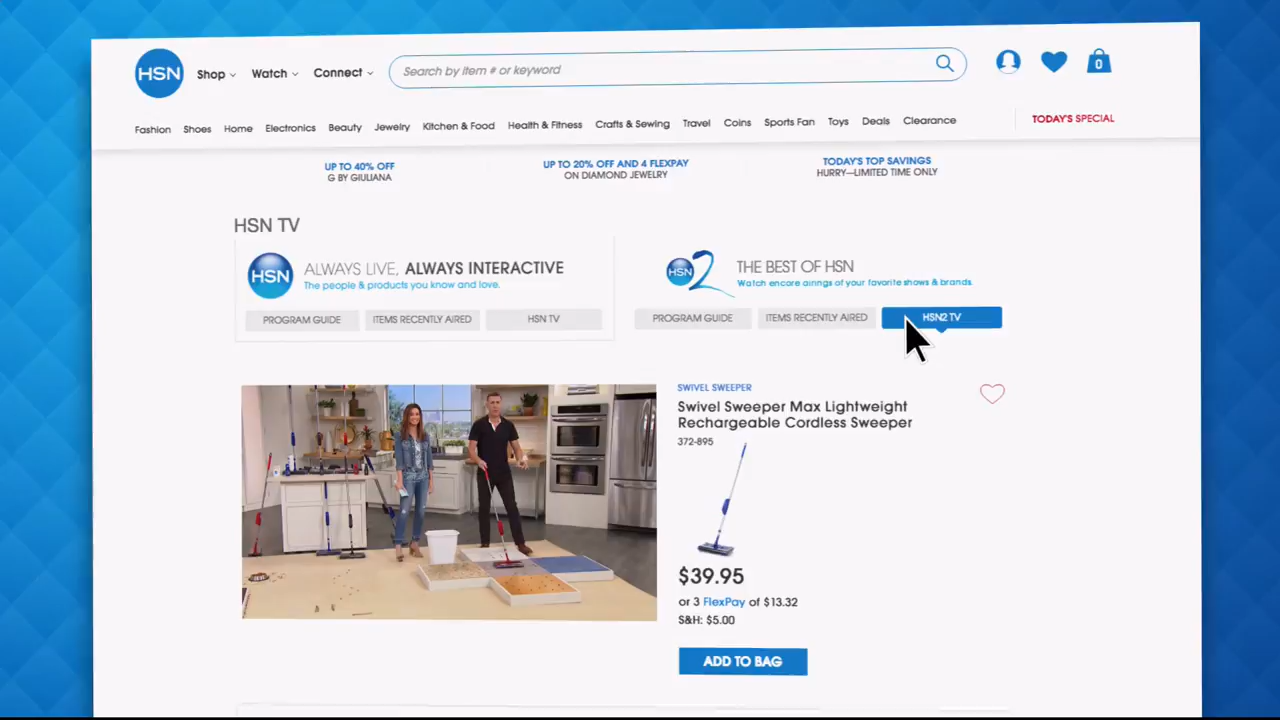 HSN
Shop
Watch
Connect
Search by item # or keyword
0
Fashion
Shoes
Home
Electronics
Beauty
Jewelry
Kitchen & Food
Health & Fitness
Crafts & Sewing
Travel
Coins
Sports Fan
Toys
Deals
Clearance
TODAY'S SPECIAL
UP TO 40% OFF
G BY GIULIANA
UP TO 20% OFF AND 4 FLEXPAY
ON DIAMOND JEWELRY
TODAY'S TOP SAVINGS
HURRY—LIMITED TIME ONLY
HSN TV
HSN
ALWAYS LIVE, ALWAYS INTERACTIVE
The people & products you know and love.
PROGRAM GUIDE
ITEMS RECENTLY AIRED
HSN TV
HSN2
THE BEST OF HSN
Watch encore airings of your favorite shows & brands.
PROGRAM GUIDE
ITEMS RECENTLY AIRED
HSN2 TV
SWIVEL SWEEPER
Swivel Sweeper Max Lightweight
Rechargeable Cordless Sweeper
372-895
$39.95
or 3 FlexPay of $13.32
S&H: $5.00
ADD TO BAG